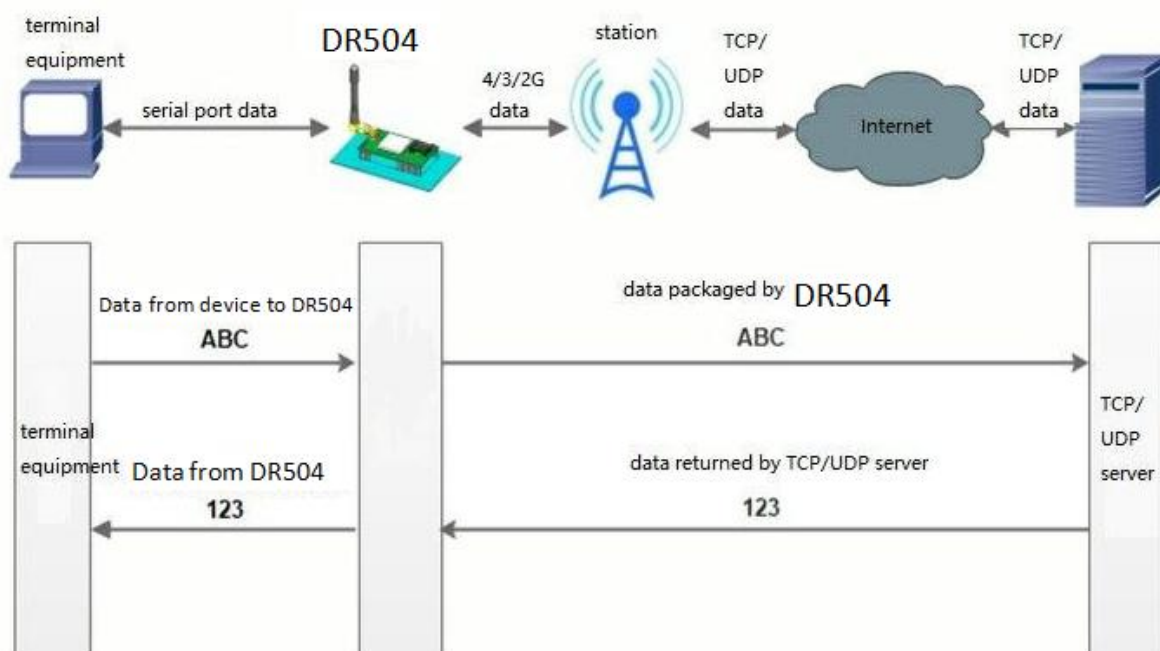 terminal
equipment
DR504
station
TCP/
UDP
data
TCP/
UDP
data
serial port data
4/3/2G
data
Internet
Data from device to DR504
ABC
data packaged by DR504
ABC
terminal
equipment
Data from DR504
123
data returned by TCP/UDP server
123
TCP/
UDP
server